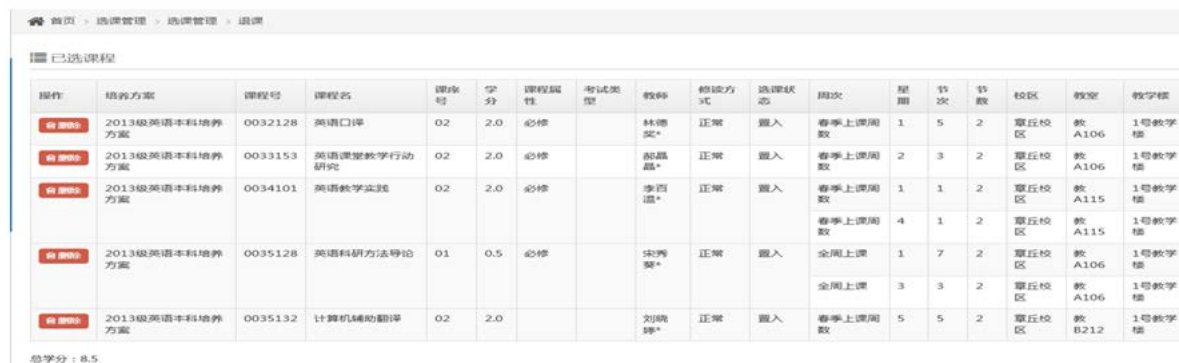 首页 > 选课管理 > 选课管理 > 退课
已选课程
操作 培养方案 课程号 课程名 课序号 学分 课程属性 考试类型 教师 修读方式 选课状态 周次 星期 节次 节数 校区 教室 教学楼
删除 2013级英语本科培养方案 0032128 英语口译 02 2.0 必修 林德奖* 正常 置入 春季上课周数 1 5 2 章丘校区 教A106 1号教学楼
删除 2013级英语本科培养方案 0033153 英语课堂教学行动研究 02 2.0 必修 郝晶晶* 正常 置入 春季上课周数 2 3 2 章丘校区 教A106 1号教学楼
删除 2013级英语本科培养方案 0034101 英语教学实践 02 2.0 必修 李百温* 正常 置入 春季上课周数 1 1 2 章丘校区 教A115 1号教学楼
春季上课周数 4 1 2 章丘校区 教A115 1号教学楼
删除 2013级英语本科培养方案 0035128 英语科研方法导论 01 0.5 必修 宋秀葵* 正常 置入 全周上课 1 7 2 章丘校区 教A106 1号教学楼
全周上课 3 3 2 章丘校区 教A106 1号教学楼
删除 2013级英语本科培养方案 0035132 计算机辅助翻译 02 2.0 刘晓婷* 正常 置入 春季上课周数 5 5 2 章丘校区 教B212 1号教学楼
总学分：8.5